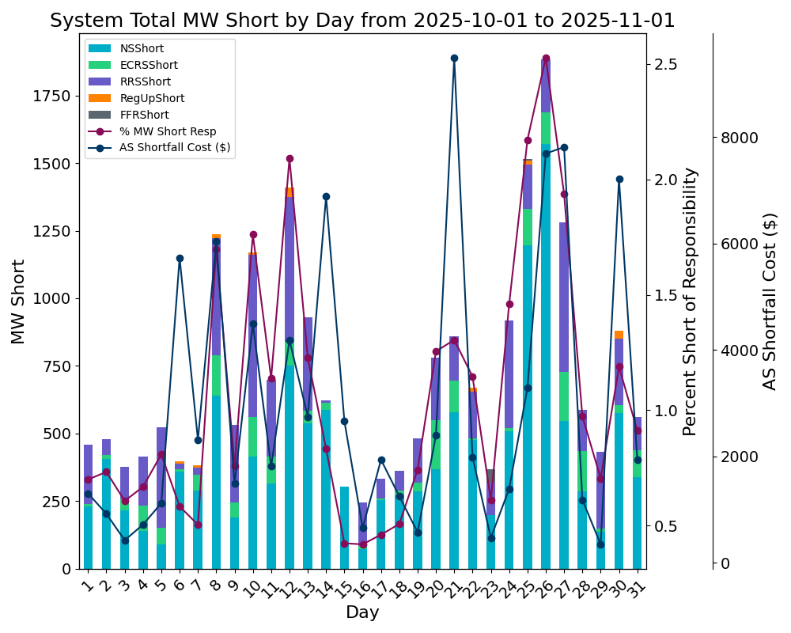 System Total MW Short by Day from 2025-10-01 to 2025-11-01
NSShort
ECRSShort
RRSShort
RegUpShort
FFRShort
% MW Short Resp
AS Shortfall Cost ($)
MW Short
1750
1500
1250
1000
750
500
250
0
2.5
2.0
1.5
1.0
0.5
Percent Short of Responsibility
8000
6000
4000
2000
0
AS Shortfall Cost ($)
1 2 3 4 5 6 7 8 9 10 11 12 13 14 15 16 17 18 19 20 21 22 23 24 25 26 27 28 29 30 31
Day